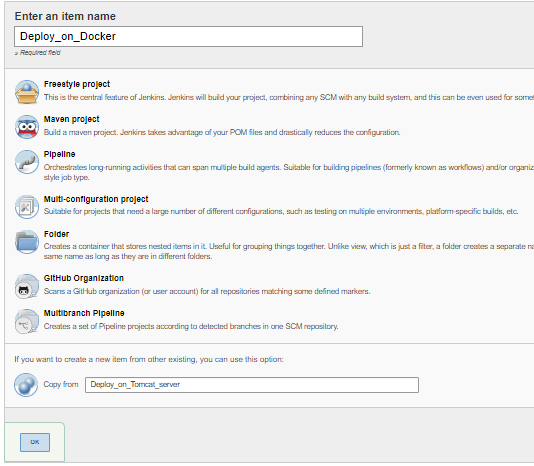 Enter an item name
Deploy_on_Docker
» Required field
Freestyle project
This is the central feature of Jenkins. Jenkins will build your project, combining any SCM with any build system, and this can be even used for
Maven project
Build a maven project. Jenkins takes advantage of your POM files and drastically reduces the configuration.
Pipeline
Orchestrates long-running activities that can span multiple build agents. Suitable for building pipelines (formerly known as workflows) and/or
style job type.
Multi-configuration project
Suitable for projects that need a large number of different configurations, such as testing on multiple environments, platform-specific builds, etc.
Folder
Creates a container that stores nested items in it. Useful for grouping things together. Unlike view, which is just a filter, a folder creates a separate
same name as long as they are in different folders.
GitHub Organization
Scans a GitHub organization (or user account) for all repositories matching some defined markers.
Multibranch Pipeline
Creates a set of Pipeline projects according to detected branches in one SCM repository.
If you want to create a new item from other existing, you can use this option:
Copy from
Deploy_on_Tomcat_server
OK